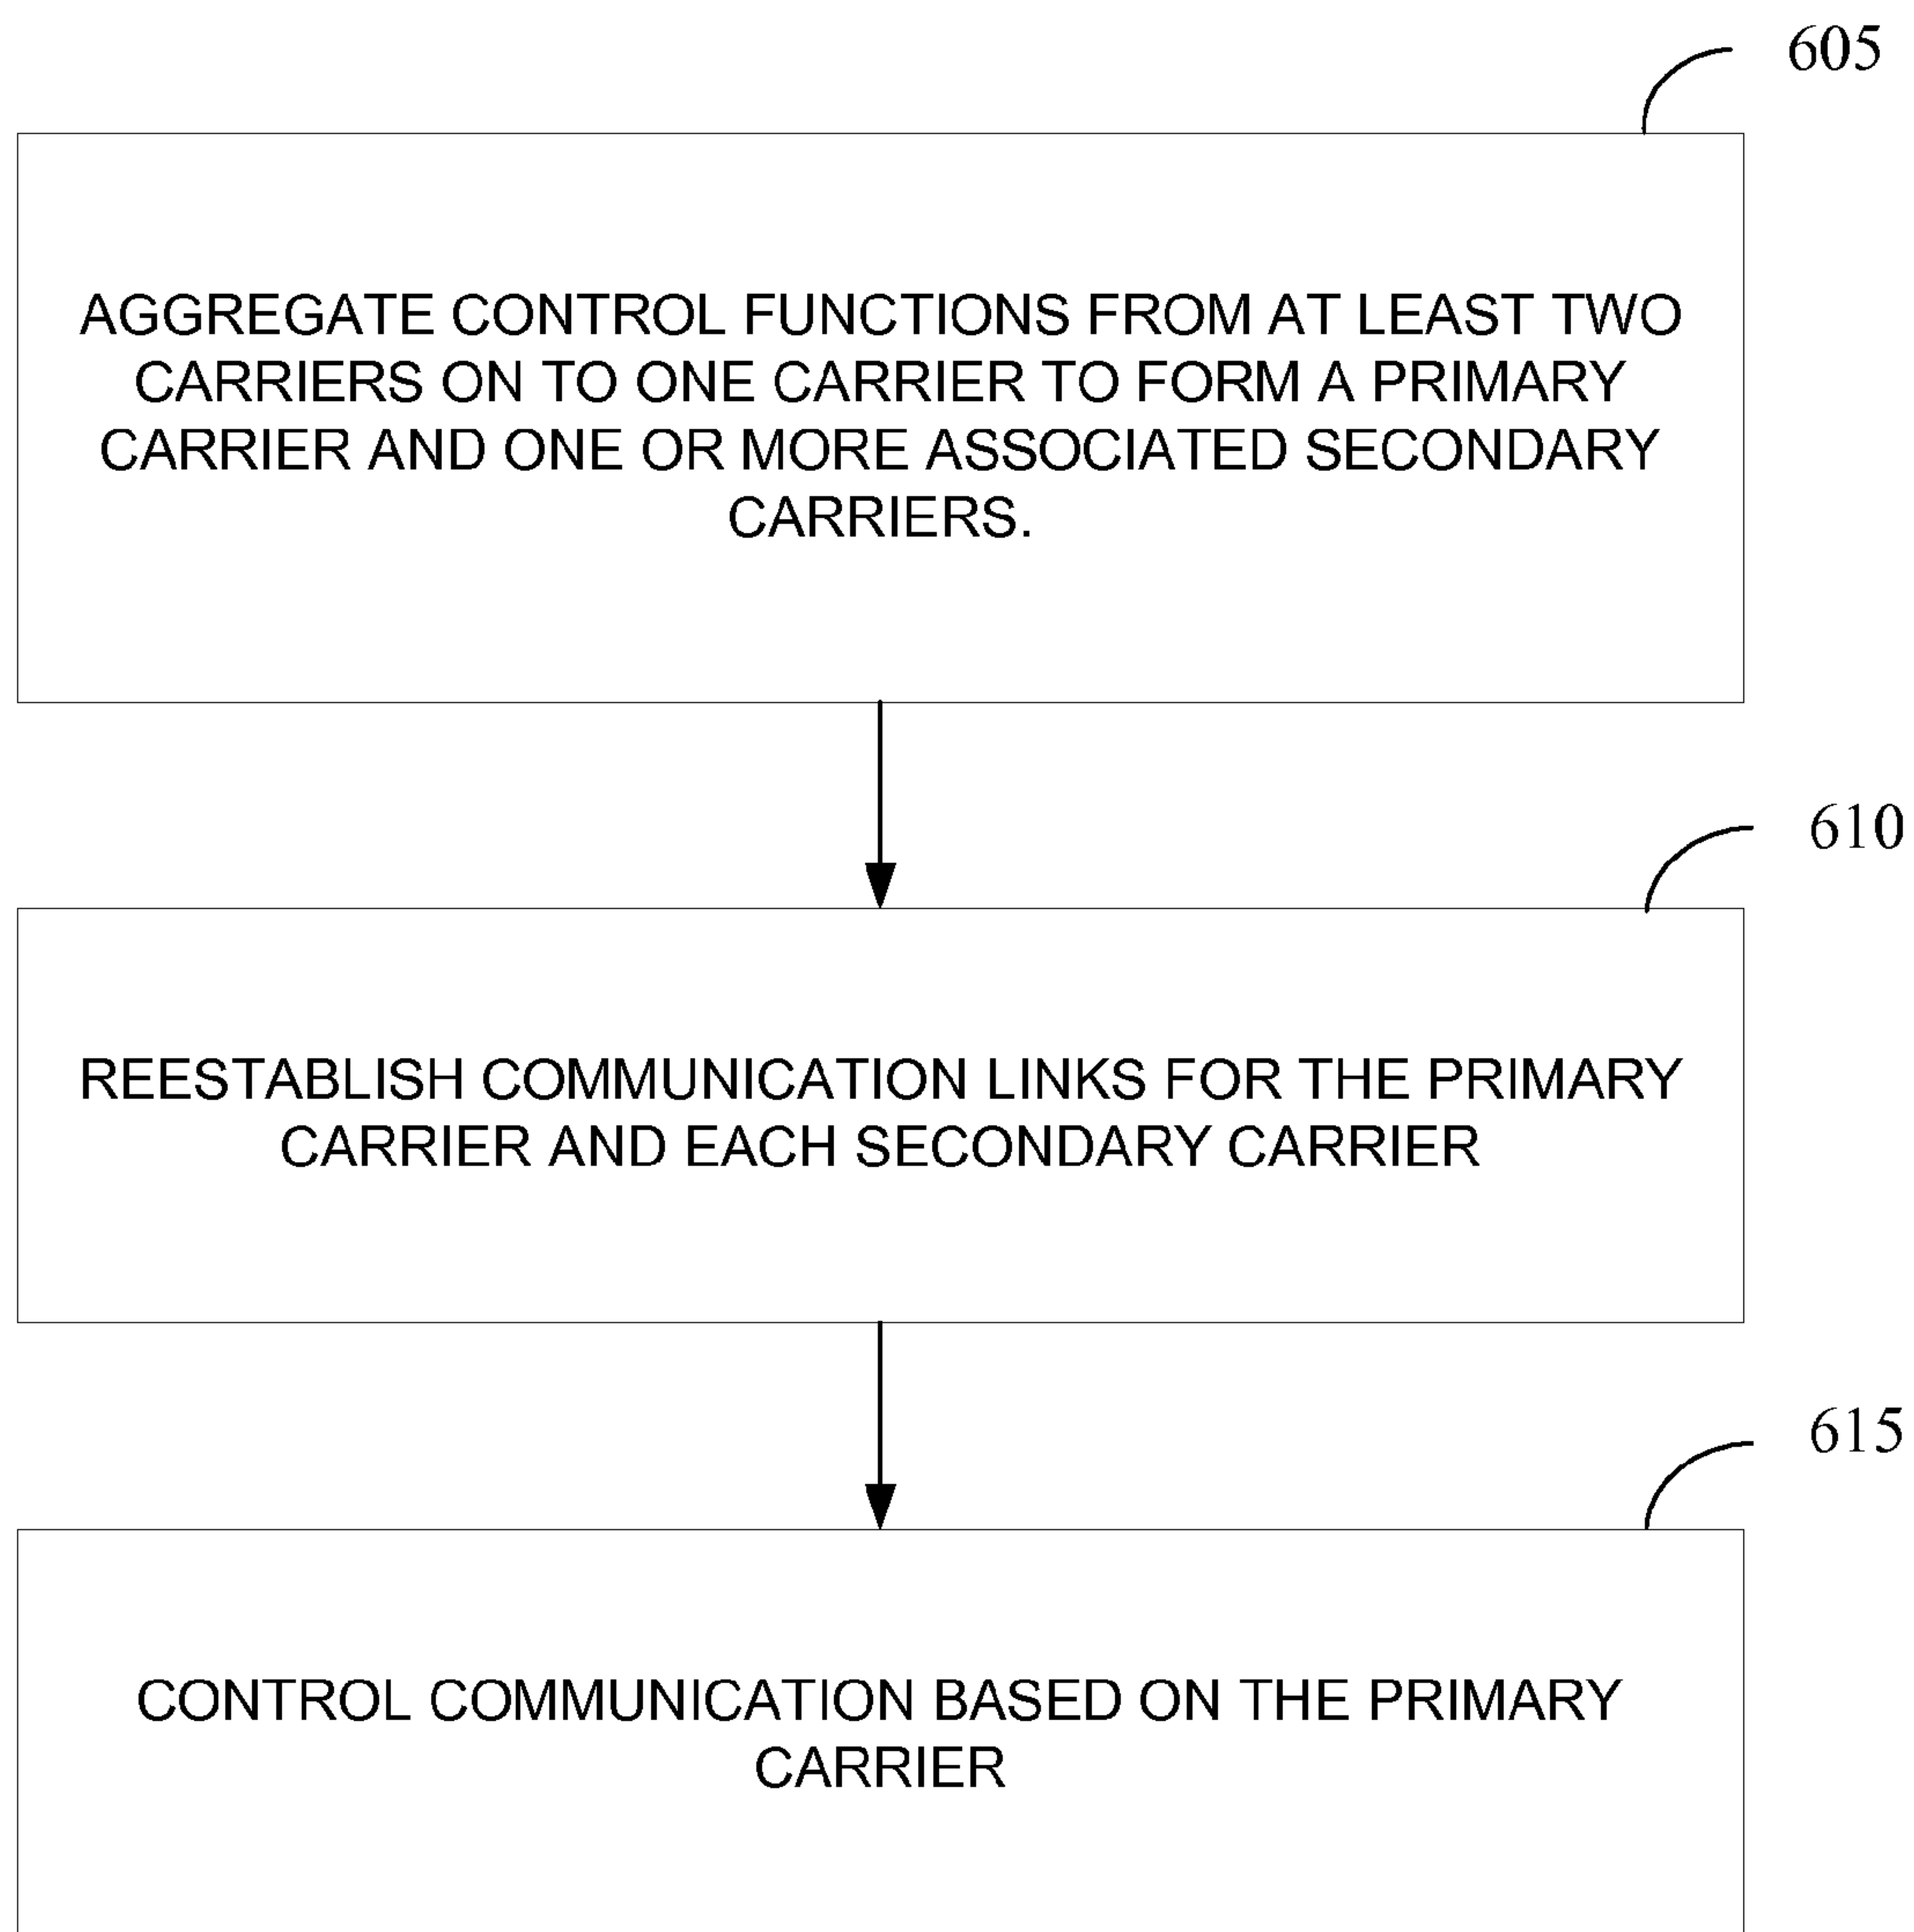 605
AGGREGATE CONTROL FUNCTIONS FROM AT LEAST TWO
CARRIERS ON TO ONE CARRIER TO FORM A PRIMARY
CARRIER AND ONE OR MORE ASSOCIATED SECONDARY
CARRIERS.
610
REESTABLISH COMMUNICATION LINKS FOR THE PRIMARY
CARRIER AND EACH SECONDARY CARRIER
615
CONTROL COMMUNICATION BASED ON THE PRIMARY
CARRIER